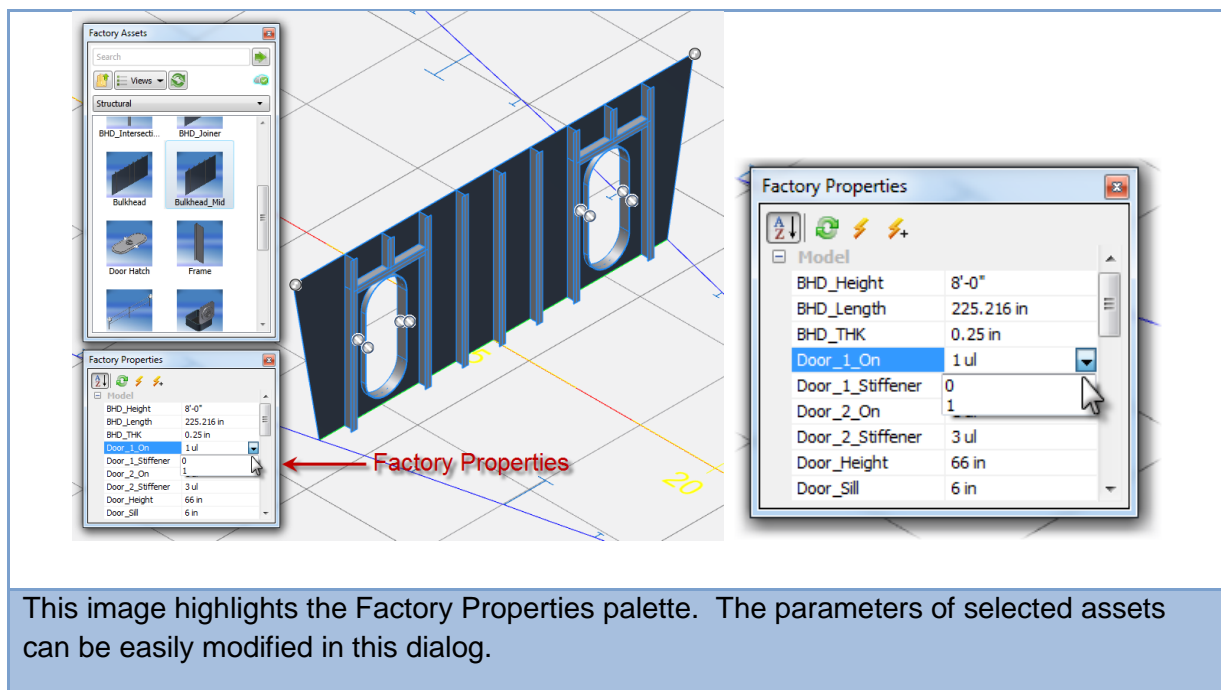 Factory Assets
Search
Views
Structural
BHD_Intersecti... BHD_Joiner
Bulkhead Bulkhead_Mid
Door Hatch Frame
Factory Properties
Model
BHD_Height 8'-0"
BHD_Length 225.216 in
BHD_THK 0.25 in
Door_1_On 1 ul
Door_1_Stiffener 0
Door_2_On 1
Door_2_Stiffener 3 ul
Door_Height 66 in
Door_Sill 6 in
Factory Properties
20
Factory Properties
Model
BHD_Height 8'-0"
BHD_Length 225.216 in
BHD_THK 0.25 in
Door_1_On 1 ul
Door_1_Stiffener 0
Door_2_On 1
Door_2_Stiffener 3 ul
Door_Height 66 in
Door_Sill 6 in
This image highlights the Factory Properties palette. The parameters of selected assets
can be easily modified in this dialog.